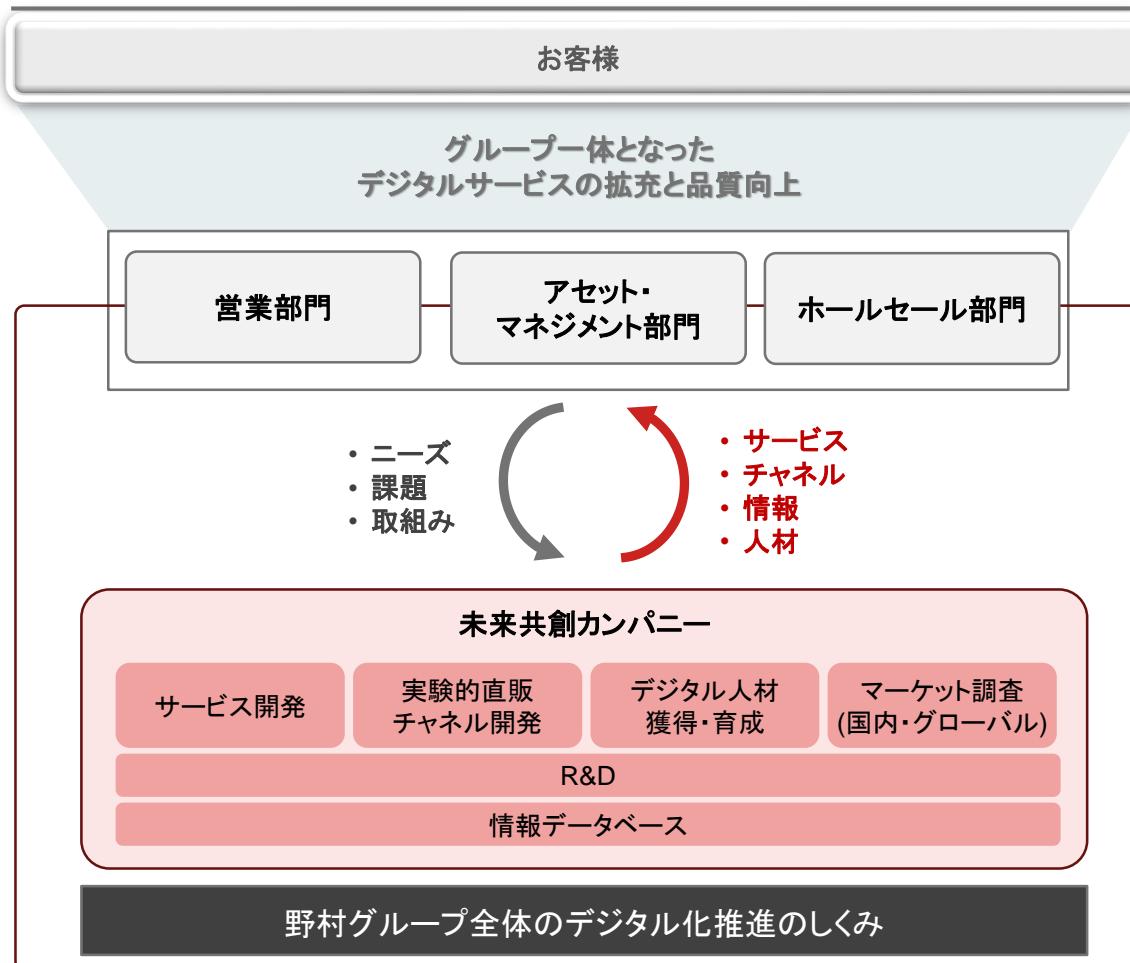 お客様
グループ一体となった
デジタルサービスの拡充と品質向上
営業部門
アセット・
マネジメント部門
ホールセール部門
・ ニーズ
・ 課題
・ 取組み
・ サービス
・ チャネル
・ 情報
・ 人材
未来共創カンパニー
サービス開発
実験的直販
チャネル開発
デジタル人材
獲得・育成
マーケット調査
(国内・グローバル)
R&D
情報データベース
野村グループ全体のデジタル化推進のしくみ